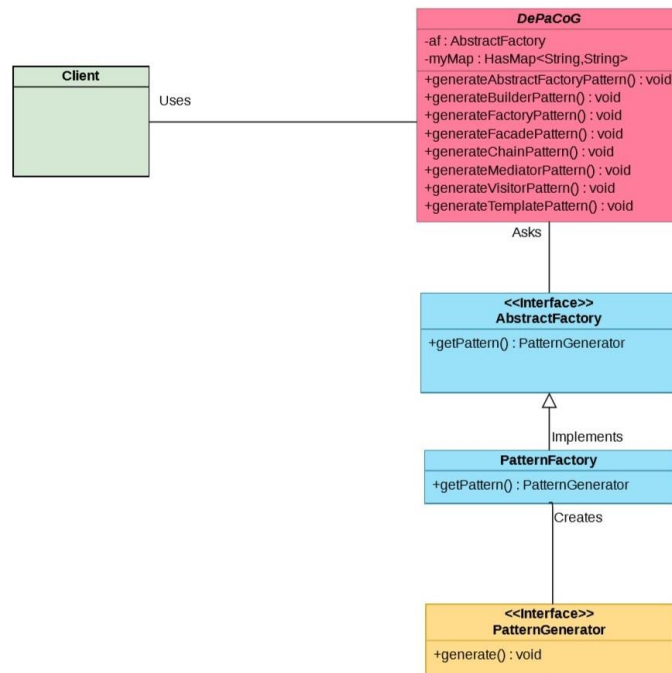 DePaCoG
-af : AbstractFactory
-myMap : HasMap<String,String>
+generateAbstractFactoryPattern() : void
+generateBuilderPattern() : void
+generateFactoryPattern() : void
+generateFacadePattern() : void
+generateChainPattern() : void
+generateMediatorPattern() : void
+generateVisitorPattern() : void
+generateTemplatePattern() : void
Client
Uses
Asks
<<Interface>>
AbstractFactory
+getPattern() : PatternGenerator
Implements
PatternFactory
+getPattern() : PatternGenerator
Creates
<<Interface>>
PatternGenerator
+generate() : void